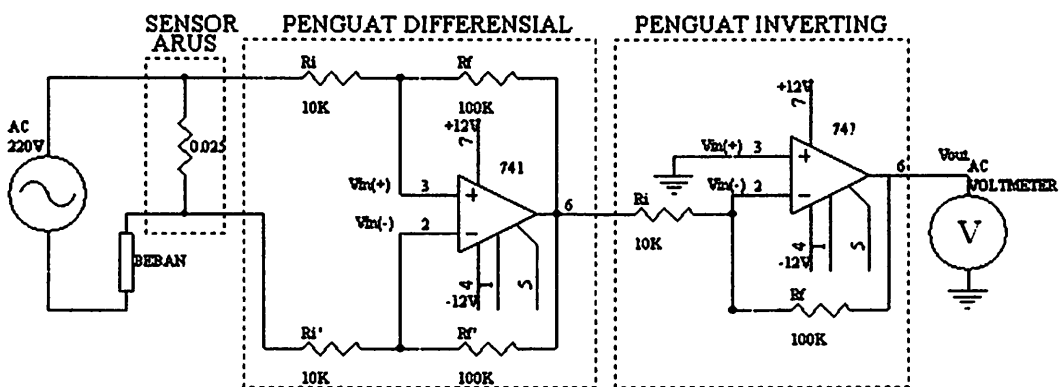 SENSOR
ARUS
PENGUAT DIFFERENSIAL
PENGUAT INVERTING
AC
220V
0.025
BEBAN
Ri
10K
Rf
100K
+12V
7
741
Vin(+)
3
Vin(-)
2
6
4
1
5
-12V
Ri'
10K
Rf'
100K
Ri
10K
+12V
7
741
Vin(+)
3
Vin(-)
2
6
4
1
5
-12V
Rf
100K
Vout
AC
VOLTMETER
V